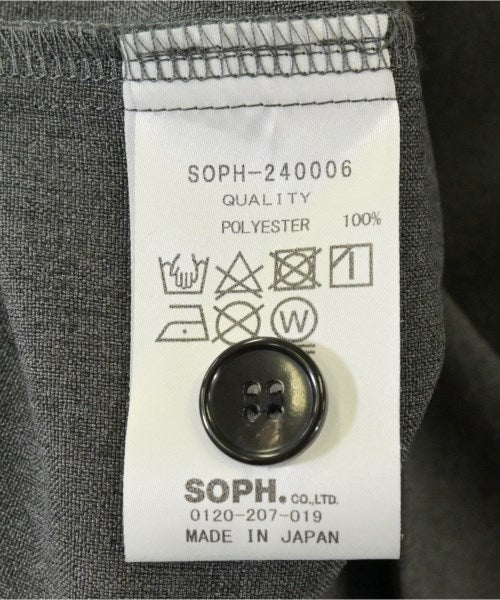 SOPH-240006
QUALITY
POLYESTER 100%
W
SOPH. CO.,LTD.
0120-207-019
MADE IN JAPAN